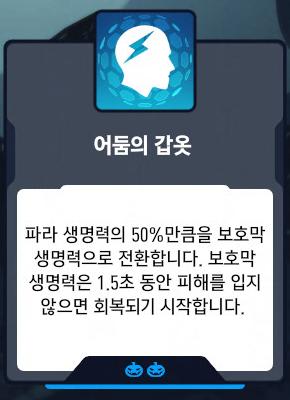 어둠의 갑옷
파라 생명력의 50%만큼을 보호막
생명력으로 전환합니다. 보호막
생명력은 1.5초 동안 피해를 입지
않으면 회복되기 시작합니다.